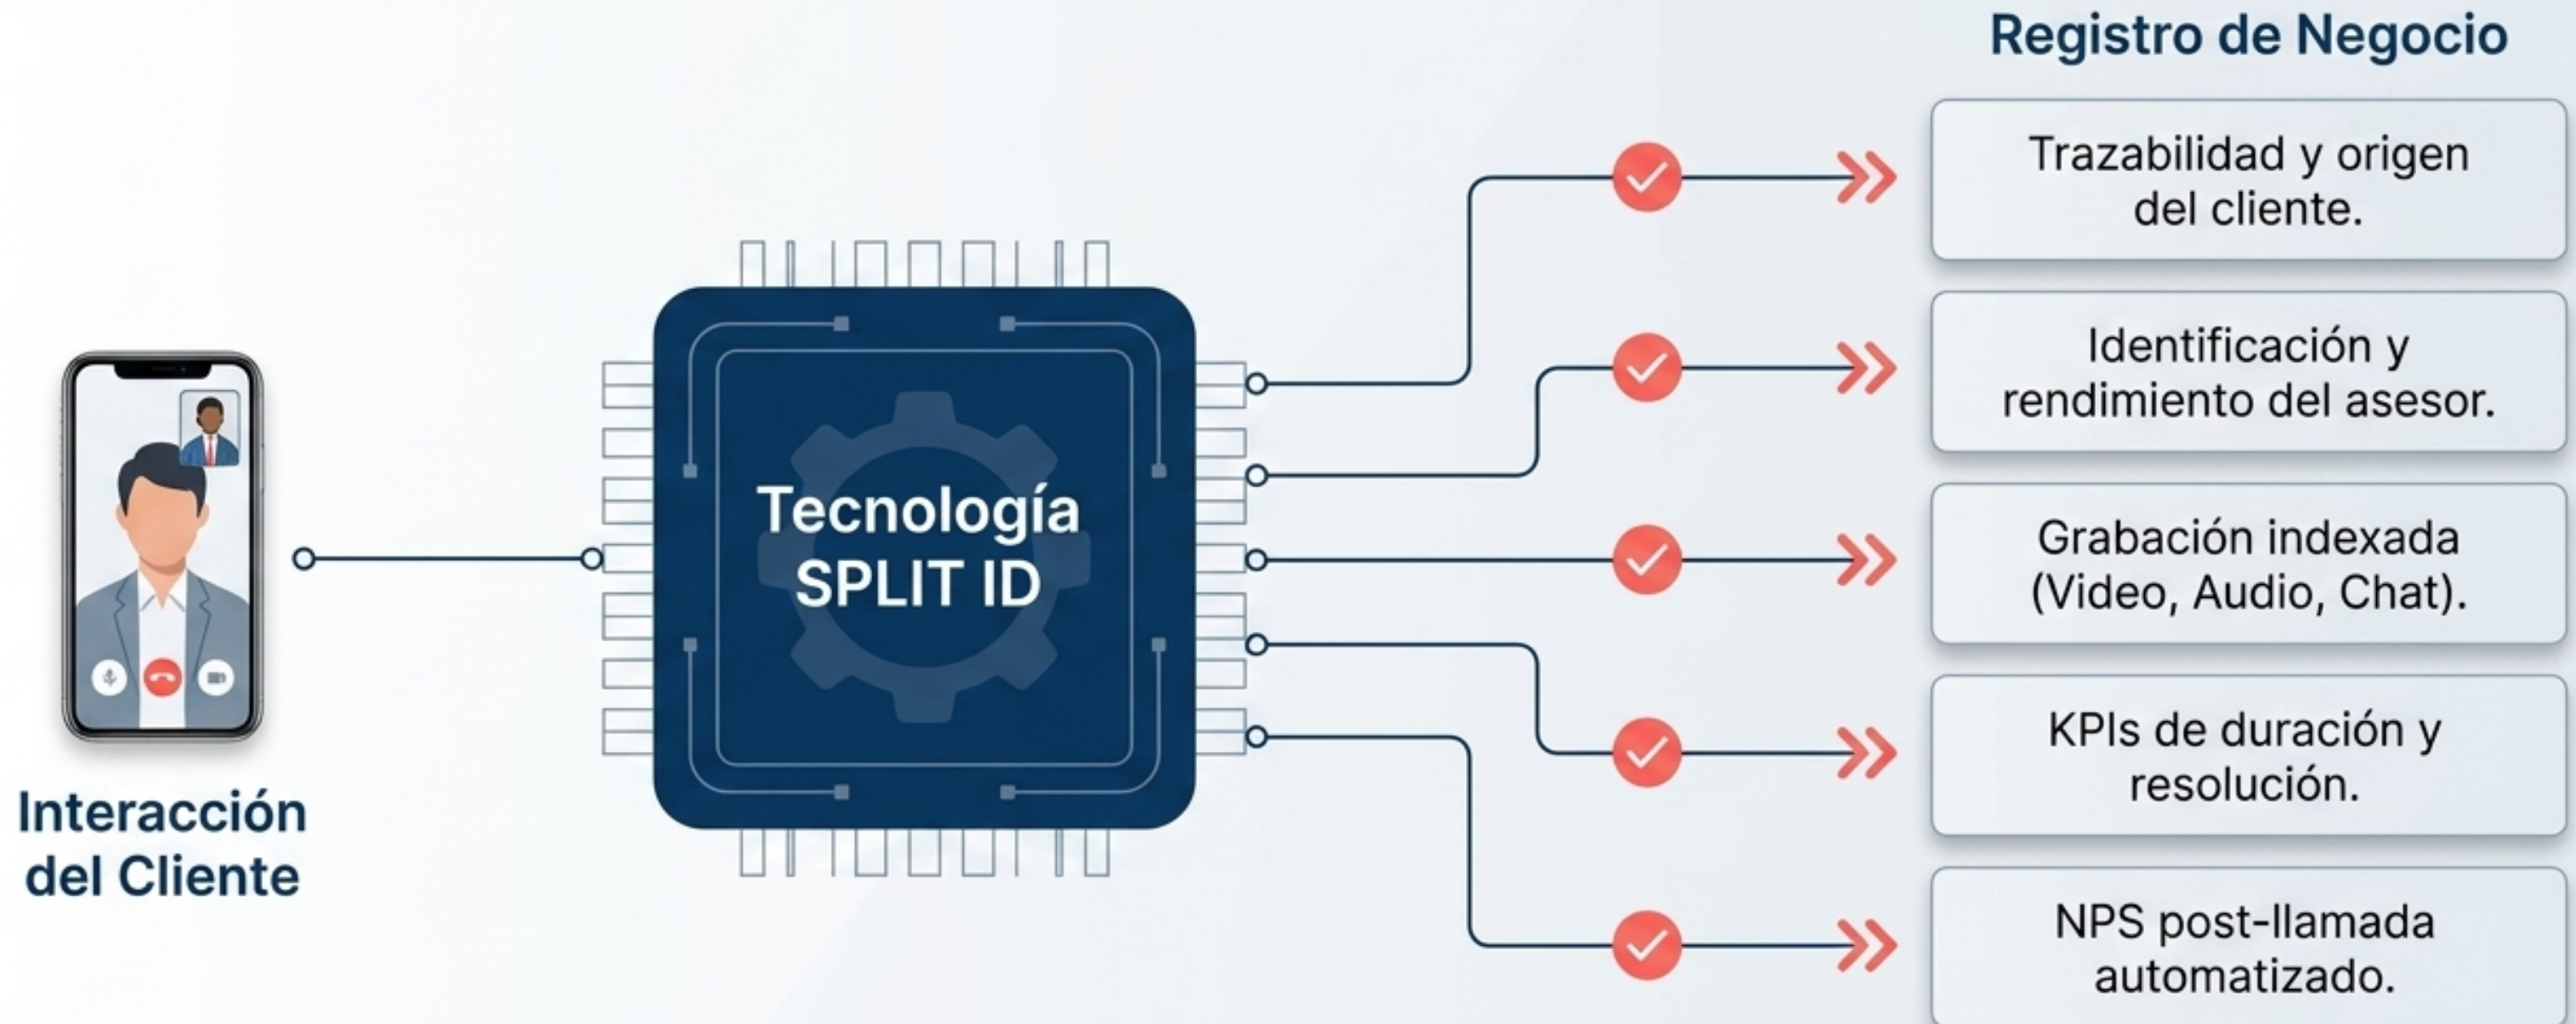 Registro de Negocio
Interacción
del Cliente
Tecnología
SPLIT ID
Trazabilidad y origen
del cliente.
Identificación y
rendimiento del asesor.
Grabación indexada
(Video, Audio, Chat).
KPIs de duración y
resolución.
NPS post-llamada
automatizado.